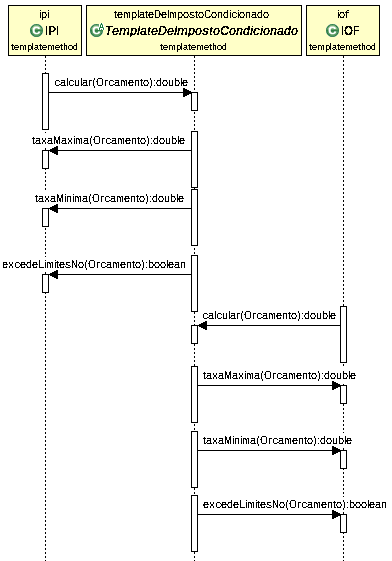 ipi
C IPI
templatemethod
templateDeImpostoCondicionado
C A TemplateDeImpostoCondicionado
templatemethod
iof
C IOF
templatemethod
calcular(Orcamento):double
taxaMaxima(Orcamento):double
taxaMinima(Orcamento):double
excedeLimitesNo(Orcamento):boolean
calcular(Orcamento):double
taxaMaxima(Orcamento):double
taxaMinima(Orcamento):double
excedeLimitesNo(Orcamento):boolean